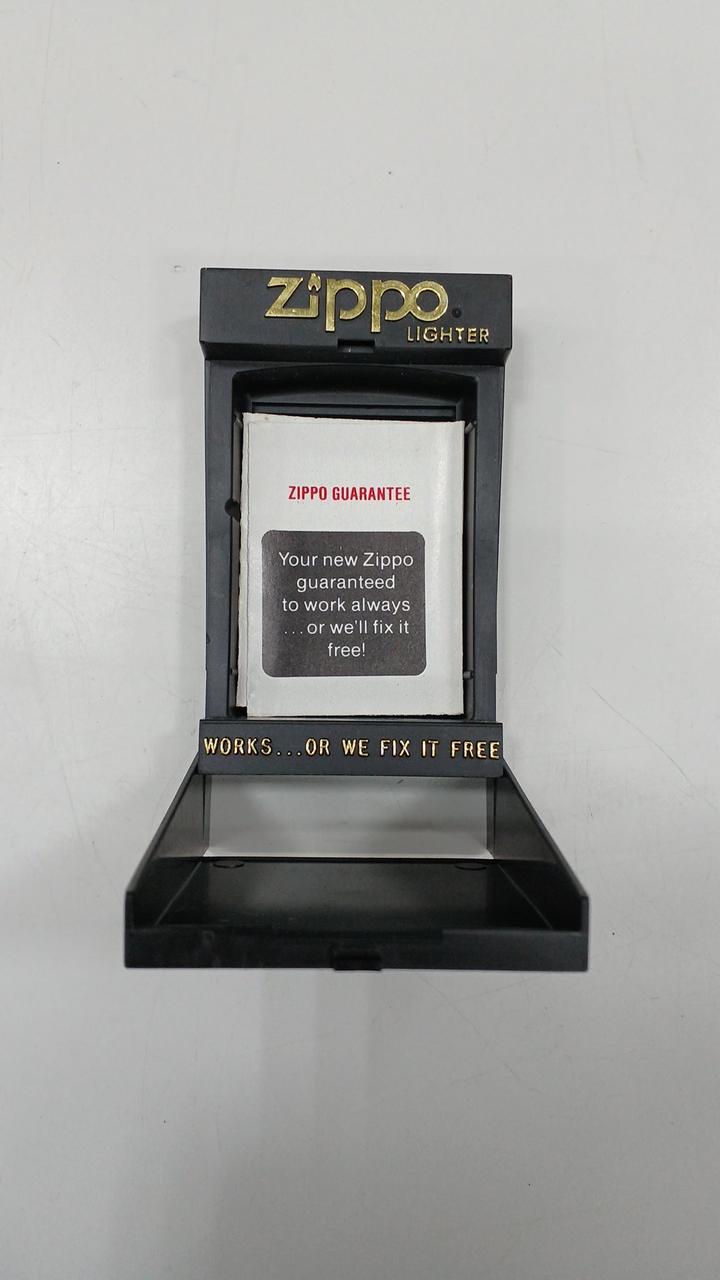 Zippo
LIGHTER
ZIPPO GUARANTEE
Your new Zippo
guaranteed
to work always
...or we'll fix it
free!
WORKS...OR WE FIX IT FREE